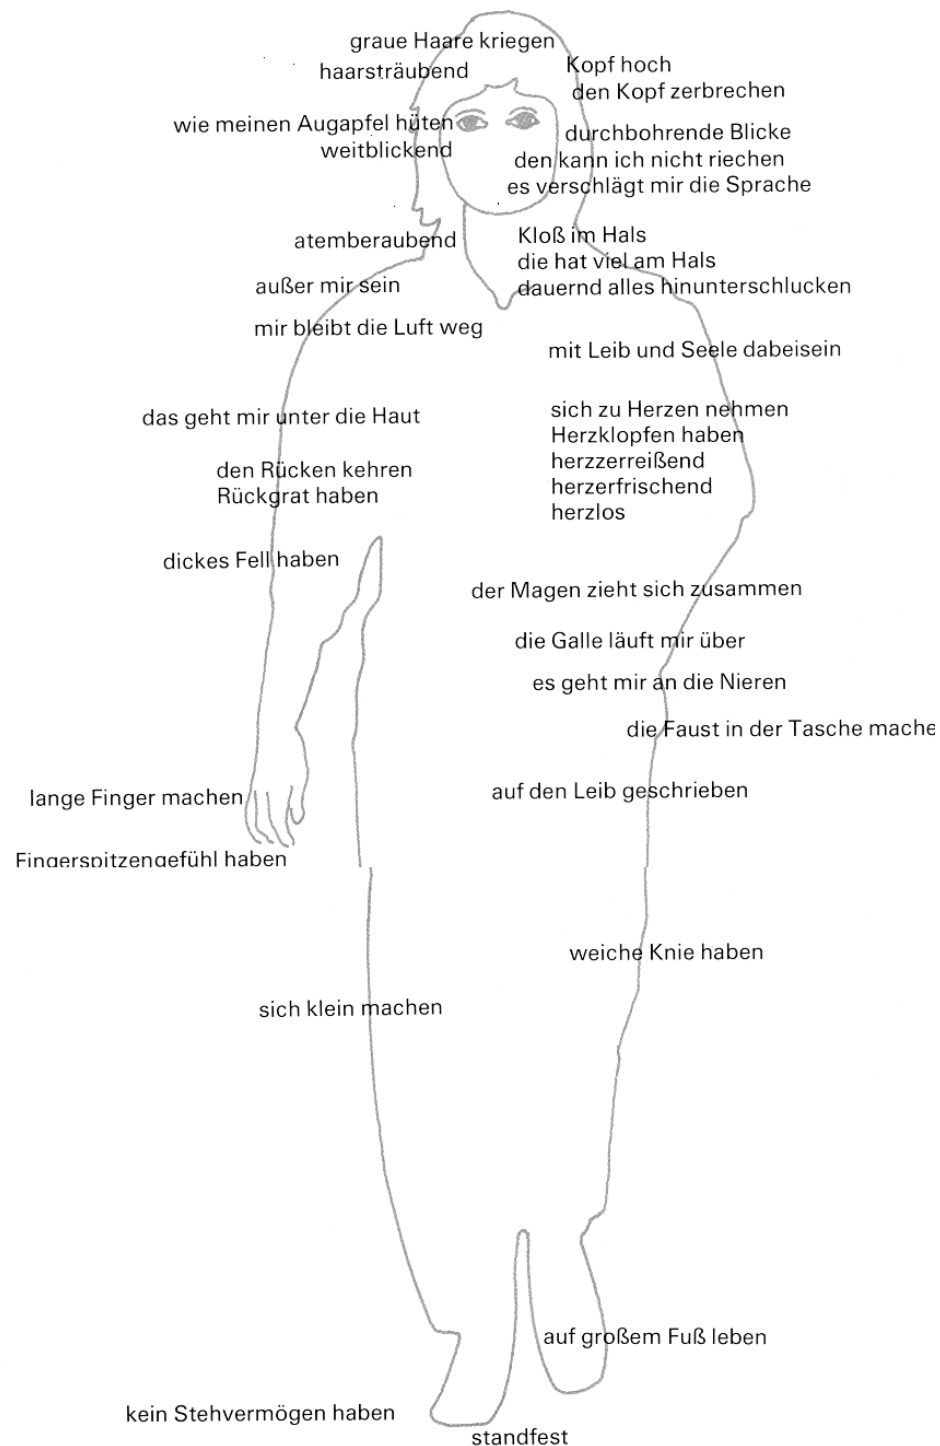 graue Haare kriegen
haarsträubend
Kopf hoch
den Kopf zerbrechen
wie meinen Augapfel hüten
weitblickend
durchbohrende Blicke
den kann ich nicht riechen
es verschlägt mir die Sprache
atemberaubend
Kloß im Hals
die hat viel am Hals
dauernd alles hinunterschlucken
außer mir sein
mir bleibt die Luft weg
mit Leib und Seele dabeisein
das geht mir unter die Haut
sich zu Herzen nehmen
Herzklopfen haben
herzzerreißend
herzerfrischend
herzlos
den Rücken kehren
Rückgrat haben
dickes Fell haben
der Magen zieht sich zusammen
die Galle läuft mir über
es geht mir an die Nieren
die Faust in der Tasche mache
auf den Leib geschrieben
lange Finger machen
Fingerspitzengefühl haben
weiche Knie haben
sich klein machen
auf großem Fuß leben
kein Stehvermögen haben
standfest